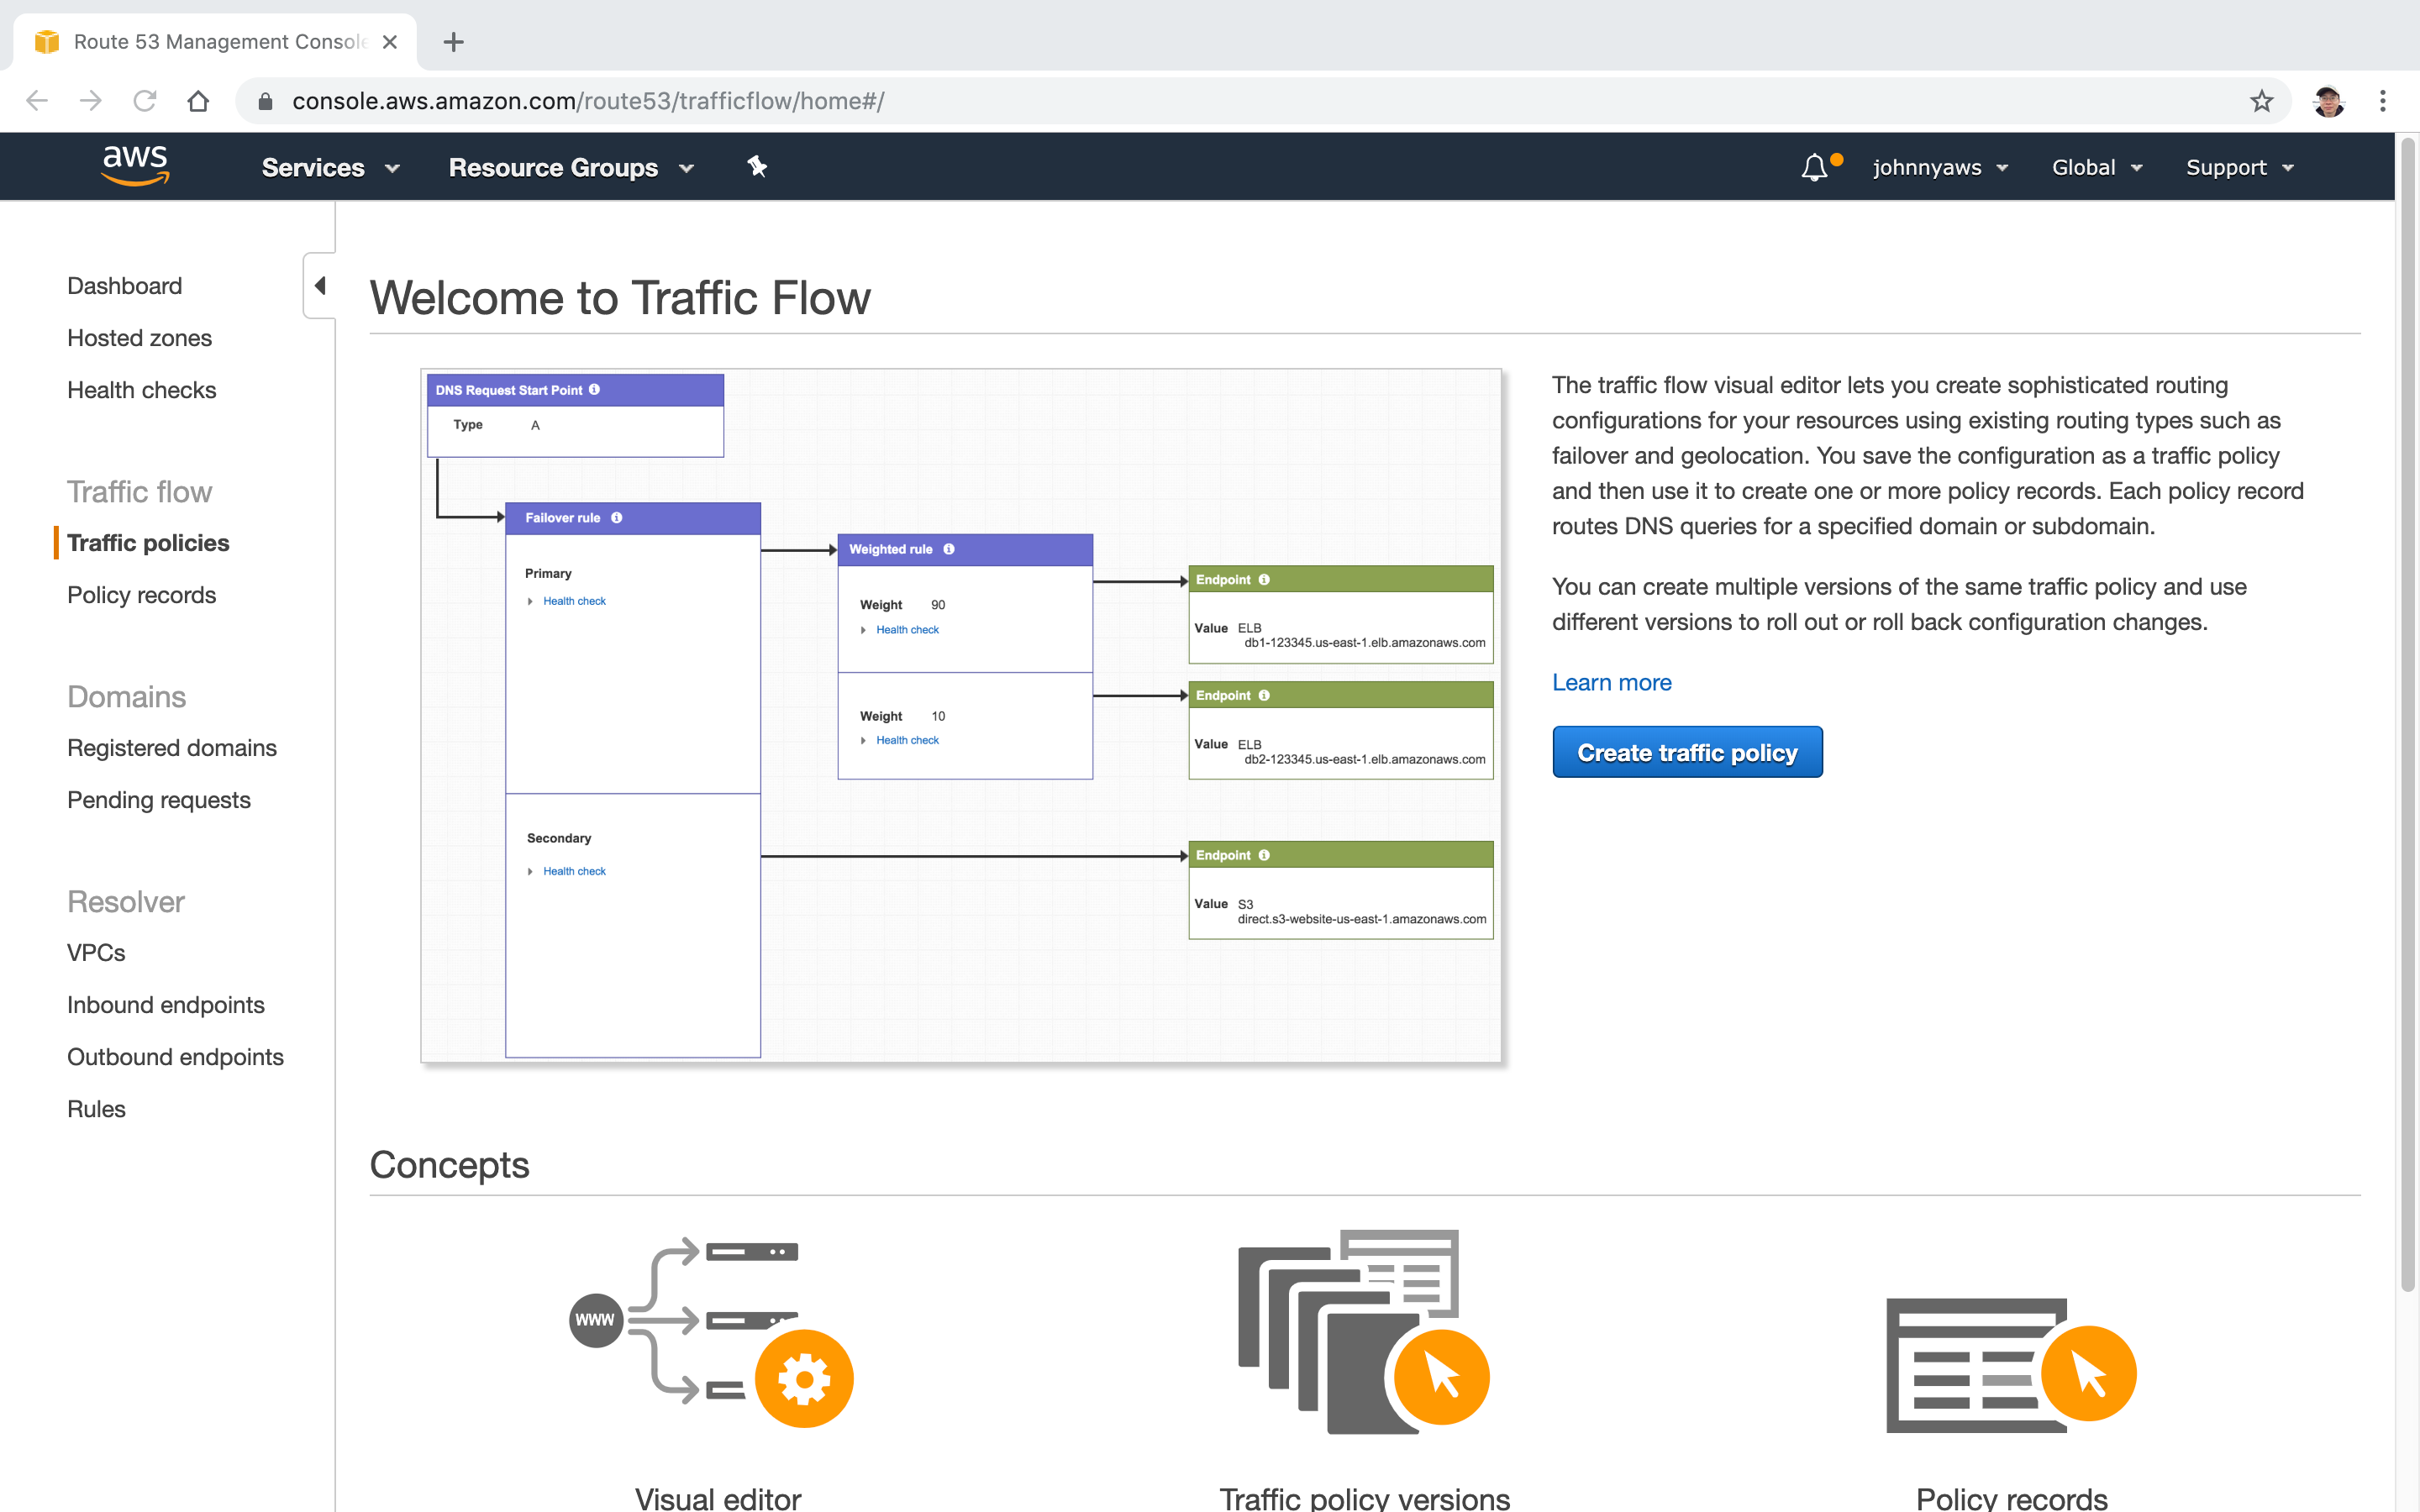 Route 53 Management Console
console.aws.amazon.com/route53/trafficflow/home#/
aws
Services
Resource Groups
johnnyaws
Global
Support
Dashboard
Hosted zones
Health checks
Traffic flow
Traffic policies
Policy records
Domains
Registered domains
Pending requests
Resolver
VPCs
Inbound endpoints
Outbound endpoints
Rules
Welcome to Traffic Flow
DNS Request Start Point
Type A
Failover rule
Primary
Health check
Secondary
Health check
Weighted rule
Weight 90
Health check
Weight 10
Health check
Endpoint
Value ELB
db1-123345.us-east-1.elb.amazonaws.com
Endpoint
Value ELB
db2-123345.us-east-1.elb.amazonaws.com
Endpoint
Value S3
direct.s3-website-us-east-1.amazonaws.com
The traffic flow visual editor lets you create sophisticated routing
configurations for your resources using existing routing types such as
failover and geolocation. You save the configuration as a traffic policy
and then use it to create one or more policy records. Each policy record
routes DNS queries for a specified domain or subdomain.
You can create multiple versions of the same traffic policy and use
different versions to roll out or roll back configuration changes.
Learn more
Create traffic policy
Concepts
WWW
Visual editor
Traffic policy versions
Policy records